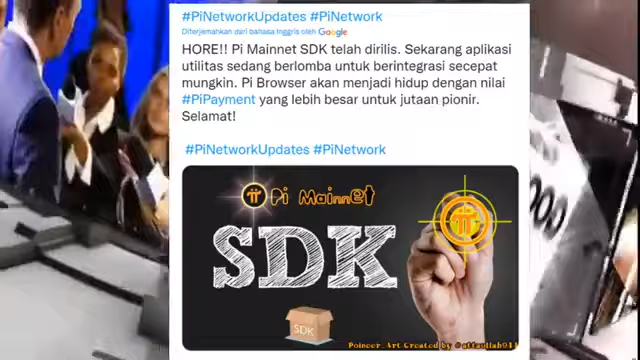 #PiNetworkUpdates #PiNetwork
Diterjemahkan dari bahasa Inggris oleh Google
HORE!! Pi Mainnet SDK telah dirilis. Sekarang aplikasi
utilitas sedang berlomba untuk berintegrasi secepat
mungkin. Pi Browser akan menjadi hidup dengan nilai
#PiPayment yang lebih besar untuk jutaan pionir.
Selamat!
#PiNetworkUpdates #PiNetwork
Pi Mainnet
SDK
SDK
Poineer Art Created by